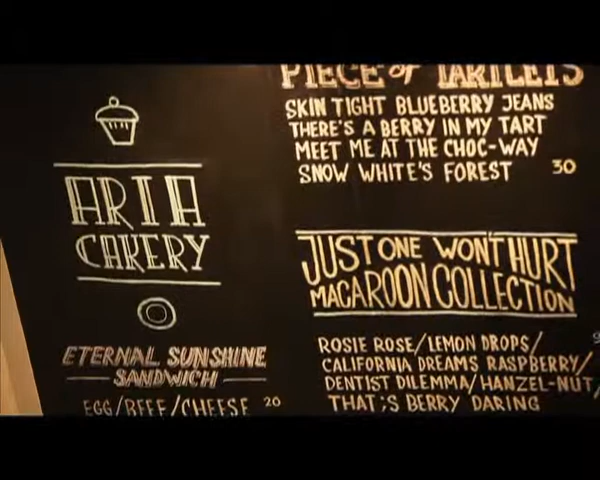 ARIA
CAKERY
ETERNAL SUNSHINE
SANDWICH
EGG/BEEF/CHEESE 20
PIECE of TARTLETS
SKIN TIGHT BLUEBERRY JEANS
THERE'S A BERRY IN MY TART
MEET ME AT THE CHOC-WAY
SNOW WHITE'S FOREST 30
JUST ONE WON'T HURT
MACAROON COLLECTION
ROSIE ROSE/LEMON DROPS/
CALIFORNIA DREAMS RASPBERRY/
DENTIST DILEMMA/HANZEL-NUT/
THAT;S BERRY DARING